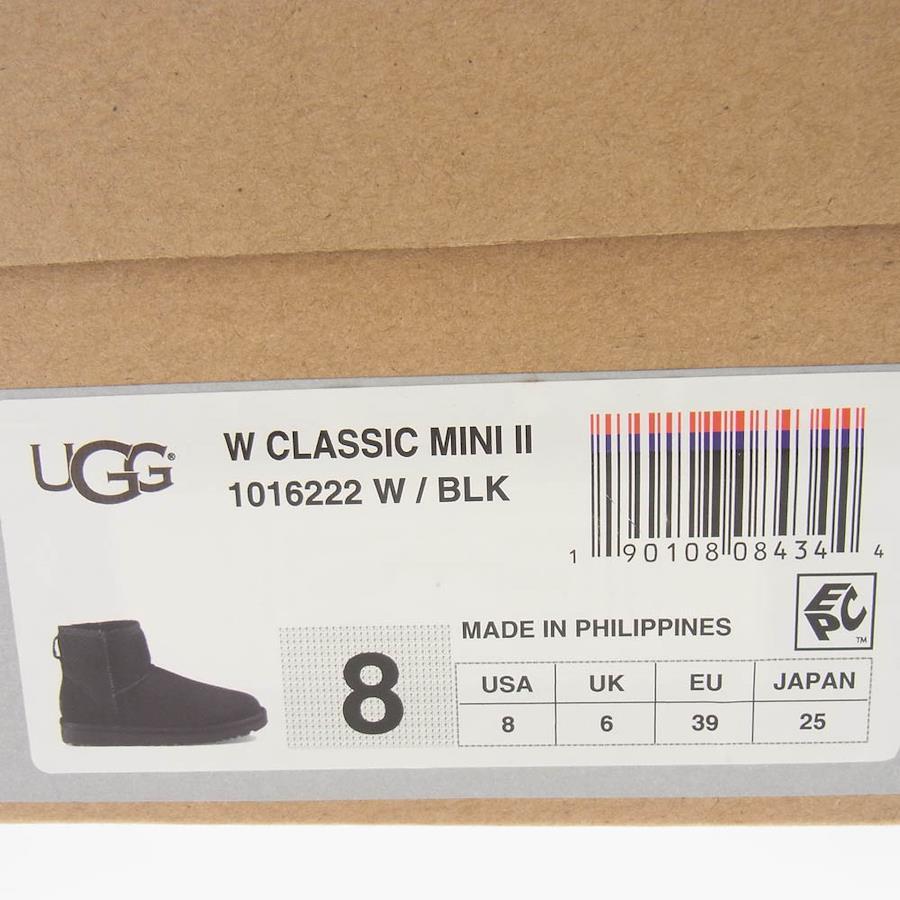 UGG®
W CLASSIC MINI II
1016222 W / BLK
1 90108 08434 4
EPC™
8
MADE IN PHILIPPINES
USA UK EU JAPAN
8 6 39 25